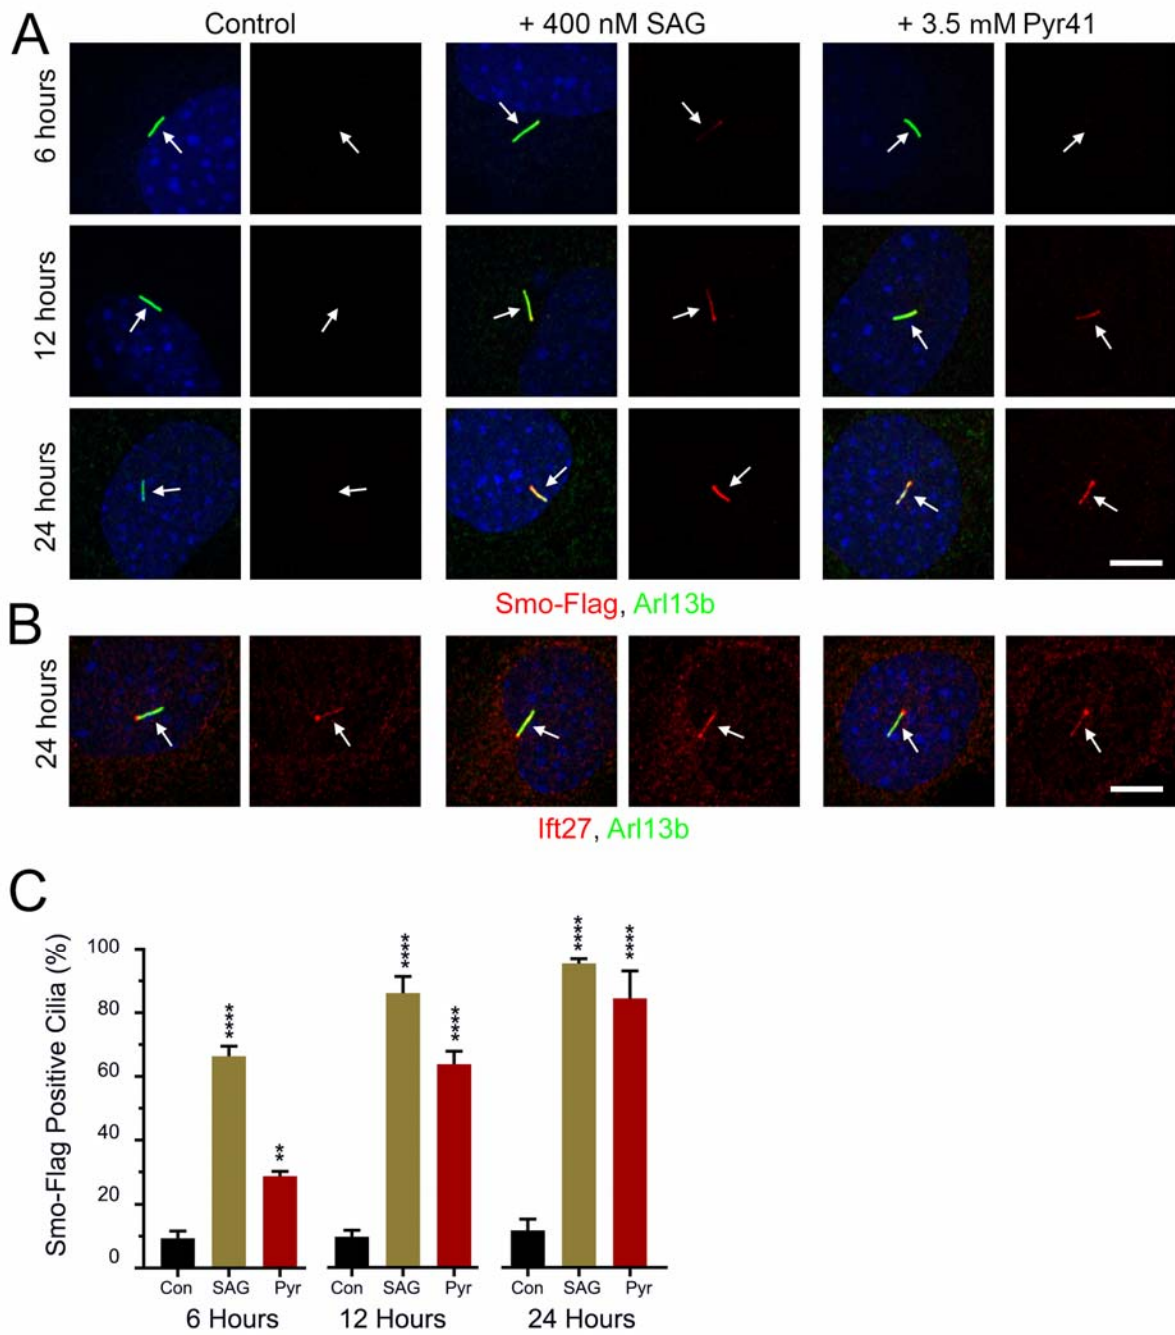 A
Control
+ 400 nM SAG
+ 3.5 mM Pyr41
6 hours
12 hours
24 hours
Smo-Flag, Arl13b
B
24 hours
Ift27, Arl13b
C
Smo-Flag Positive Cilia (%)
100
80
60
40
20
0
****
**
****
****
****
****
Con SAG Pyr Con SAG Pyr Con SAG Pyr
6 Hours 12 Hours 24 Hours